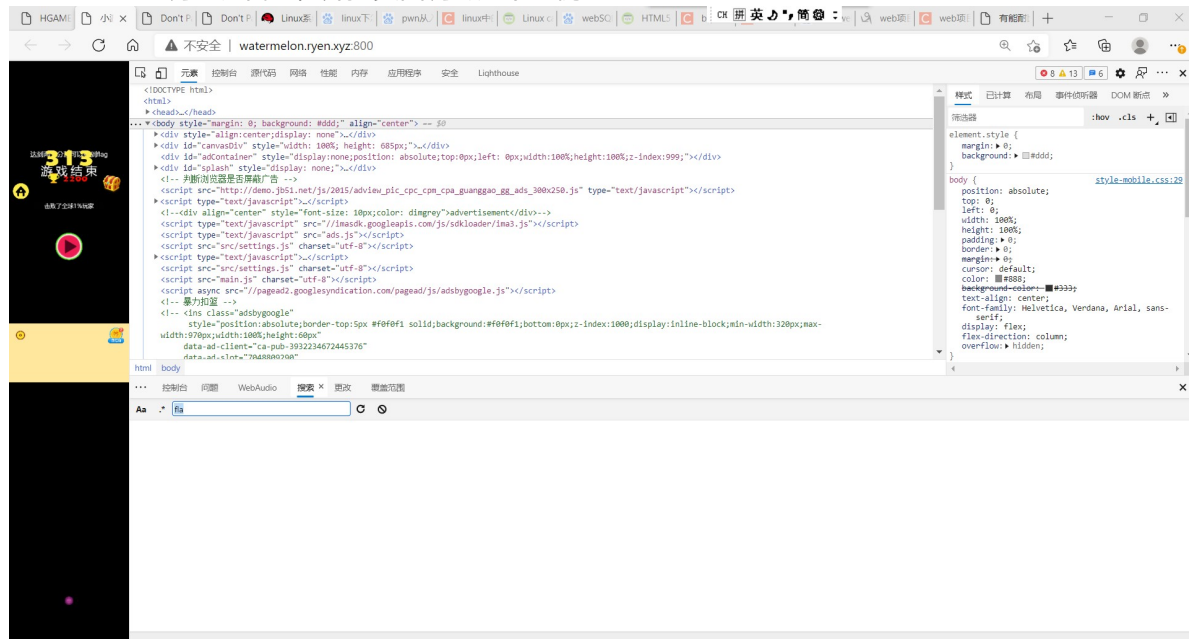 HGAME
Don't P
Don't P
Linux系
linux下
pwn从
linux中
Linux c
webSQ
HTML5
CH 拼 英 简
web项
web项
不安全 | watermelon.ryen.xyz:800
元素 控制台 源代码 网络 性能 内存 应用程序 安全 Lighthouse
8 13 6
<!DOCTYPE html>
<html>
<head>…</head>
<body style="margin: 0; background: #ddd;" align="center"> == $0
<div style="align:center;display: none">…</div>
<div id="canvasDiv" style="width: 100%; height: 685px;">…</div>
<div id="adContainer" style="display:none;position: absolute;top:0px;left: 0px;width:100%;height:100%;z-index:999;"></div>
<div id="splash" style="display: none;">…</div>
<!-- 判断浏览器是否屏蔽广告 -->
<script src="http://demo.jb51.net/js/2015/adview_pic_cpc_cpm_cpa_guanggao_gg_ads_300x250.js" type="text/javascript"></script>
<script type="text/javascript">…</script>
<!--<div align="center" style="font-size: 10px;color: dimgrey">advertisement</div>-->
<script type="text/javascript" src="//imasdk.googleapis.com/js/sdkloader/ima3.js"></script>
<script type="text/javascript" src="ads.js"></script>
<script src="src/settings.js" charset="utf-8"></script>
<script type="text/javascript">…</script>
<script src="src/settings.js" charset="utf-8"></script>
<script src="main.js" charset="utf-8"></script>
<script async src="//pagead2.googlesyndication.com/pagead/js/adsbygoogle.js"></script>
<!-- 暴力扣篮 -->
<!-- <ins class="adsbygoogle"
style="position:absolute;border-top:5px #f0f0f1 solid;background:#f0f0f1;bottom:0px;z-index:1000;display:inline-block;min-width:320px;max-
width:970px;width:100%;height:60px"
data-ad-client="ca-pub-3932234672445376"
data-ad-slot="7048809290"
html body
样式 已计算 布局 事件侦听器 DOM 断点 »
筛选器 :hov .cls +
element.style {
margin: 0;
background: #ddd;
}
body { style-mobile.css:29
position: absolute;
top: 0;
left: 0;
width: 100%;
height: 100%;
padding: 0;
border: 0;
margin: 0;
cursor: default;
color: #888;
background-color: #333;
text-align: center;
font-family: Helvetica, Verdana, Arial, sans-
serif;
display: flex;
flex-direction: column;
overflow: hidden;
}
313
游戏结束
击败了全球1%玩家
··· 控制台 问题 WebAudio 搜索 × 更改 覆盖范围
Aa .* fla